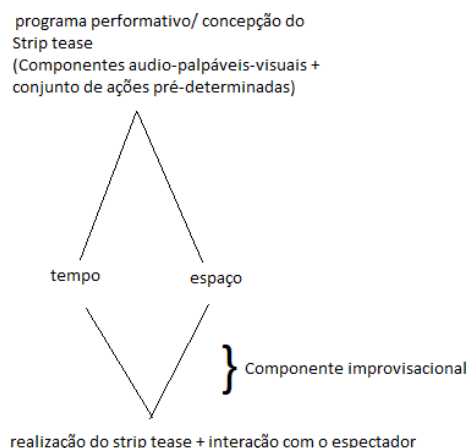 programa performativo/ concepção do
Strip tease
(Componentes audio-palpáveis-visuais +
conjunto de ações pré-determinadas)
tempo
espaço
} Componente improvisacional
realização do strip tease + interação com o espectador